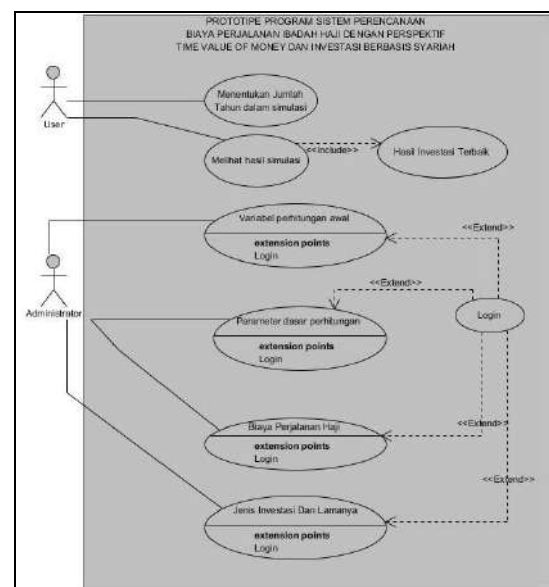 PROTOTIPE PROGRAM SISTEM PERENCANAAN
BIAYA PERJALANAN IBADAH HAJI DENGAN PERSPEKTIF
TIME VALUE OF MONEY DAN INVESTASI BERBASIS SYARIAH
Menentukan Jumlah
Tahun dalam simulasi
User
Melihat hasil simulasi
<<Include>>
Hasil Investasi Terbaik
Variabel perhitungan awal
extension points
Login
<<Extend>>
<<Extend>>
Administrator
Parameter dasar perhitungan
extension points
Login
Login
Biaya Perjalanan Haji
extension points
Login
<<Extend>>
<<Extend>>
Jenis Investasi Dan Lamanya
extension points
Login